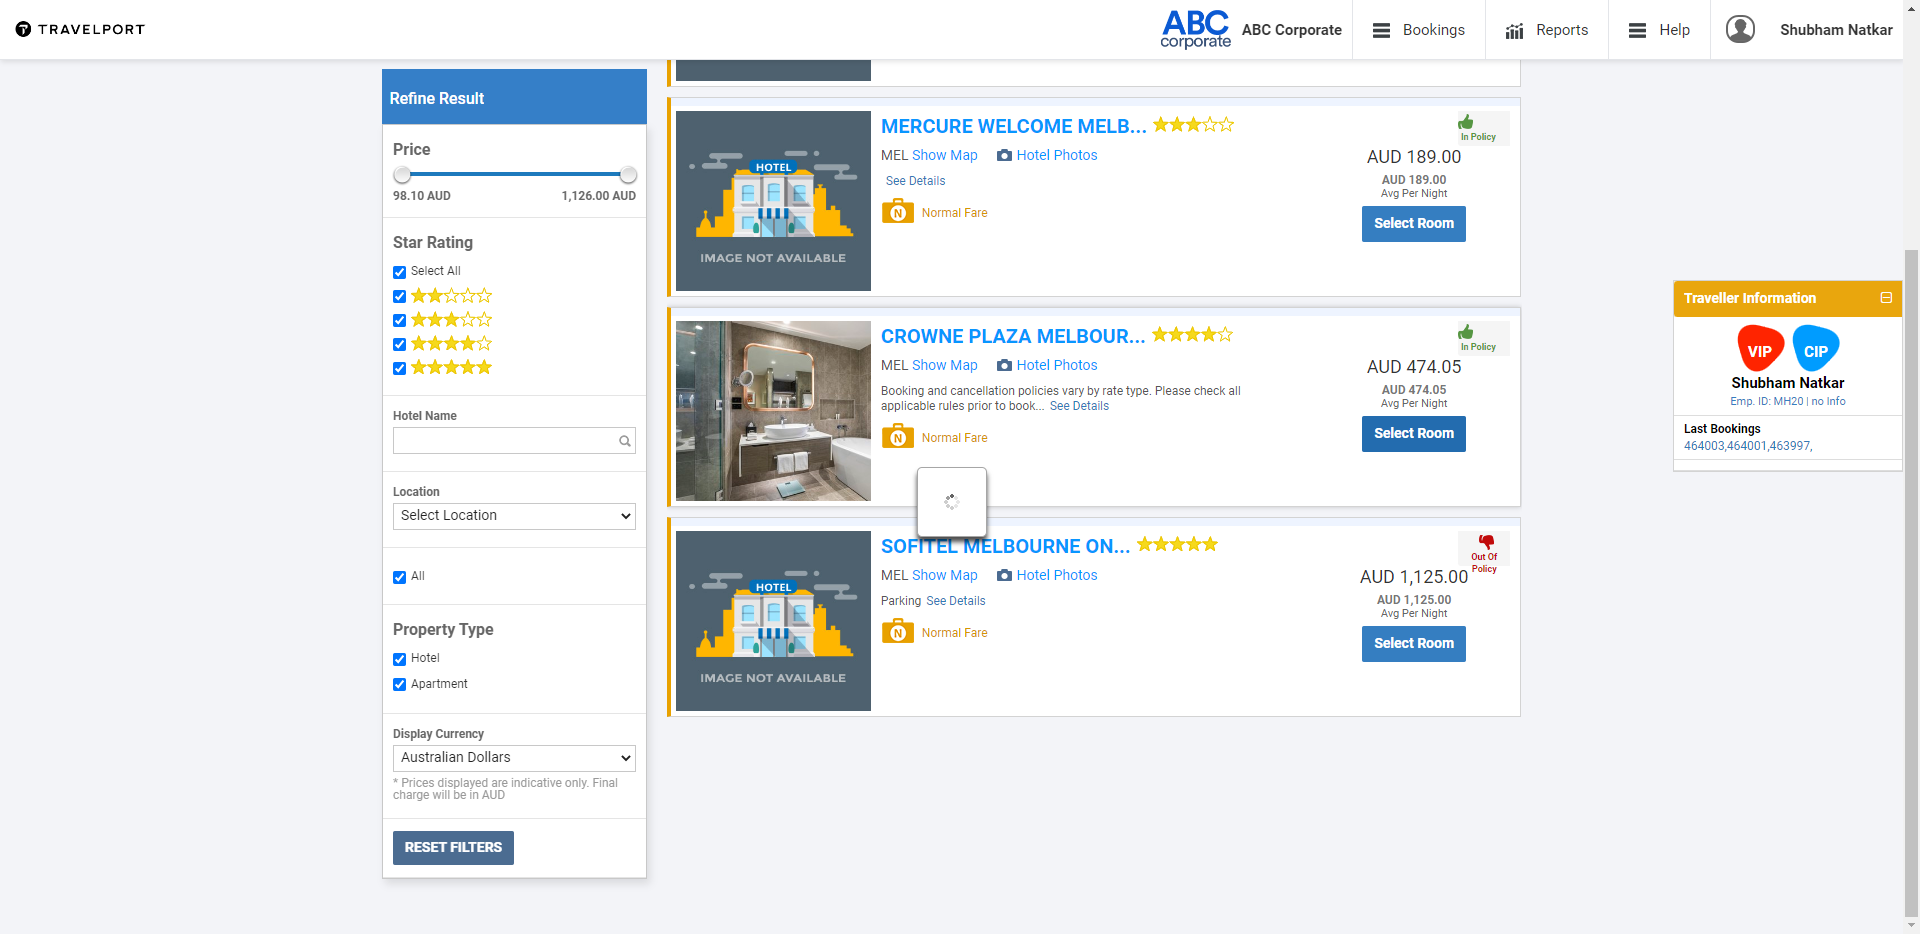 TRAVELPORT
ABC
corporate
ABC Corporate
Bookings
Reports
Help
Shubham Natkar
Refine Result
Price
98.10 AUD
1,126.00 AUD
Star Rating
Select All
Hotel Name
Location
Select Location
All
Property Type
Hotel
Apartment
Display Currency
Australian Dollars
* Prices displayed are indicative only. Final
charge will be in AUD
RESET FILTERS
HOTEL
IMAGE NOT AVAILABLE
MERCURE WELCOME MELB...
MEL Show Map
Hotel Photos
See Details
N
Normal Fare
In Policy
AUD 189.00
AUD 189.00
Avg Per Night
Select Room
CROWNE PLAZA MELBOUR...
MEL Show Map
Hotel Photos
Booking and cancellation policies vary by rate type. Please check all
applicable rules prior to book... See Details
N
Normal Fare
In Policy
AUD 474.05
AUD 474.05
Avg Per Night
Select Room
HOTEL
IMAGE NOT AVAILABLE
SOFITEL MELBOURNE ON...
MEL Show Map
Hotel Photos
Parking See Details
N
Normal Fare
Out Of
Policy
AUD 1,125.00
AUD 1,125.00
Avg Per Night
Select Room
Traveller Information
VIP
CIP
Shubham Natkar
Emp. ID: MH20 | no Info
Last Bookings
464003,464001,463997,